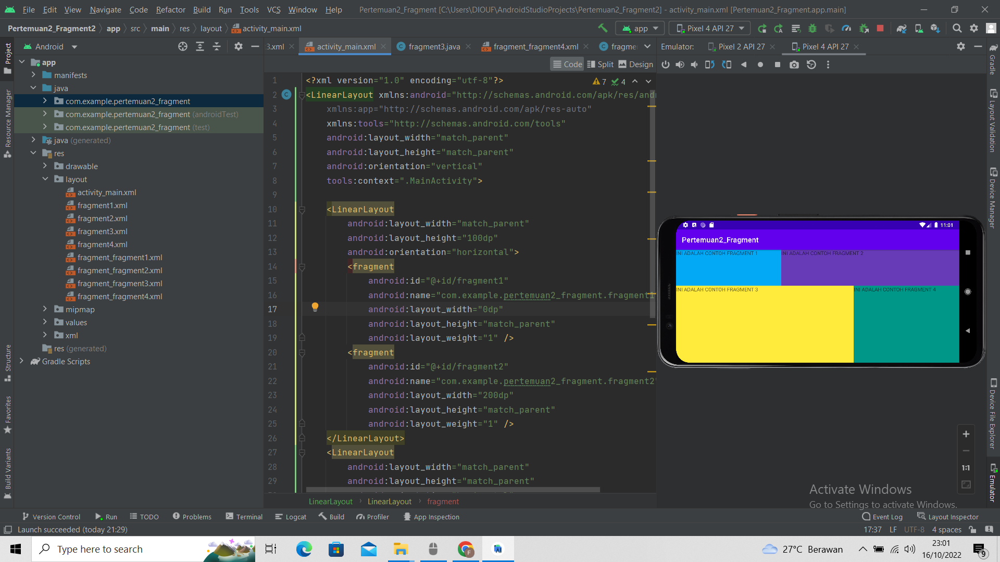 File Edit View Navigate Code Refactor Build Run Tools VCS Window Help Pertemuan2_Fragment [C:\Users\DIOUF\AndroidStudioProjects\Pertemuan2_Fragment2] - activity_main.xml [Pertemuan2_Fragment.app.main]
Pertemuan2_Fragment2 app src main res layout activity_main.xml app Pixel 4 API 27
Android 3.xml activity_main.xml fragment3.java fragment_fragment4.xml fragme Emulator: Pixel 2 API 27 Pixel 4 API 27
Code Split Design
Project
Resource Manager
Structure
Favorites
Build Variants
app
manifests
java
com.example.pertemuan2_fragment
com.example.pertemuan2_fragment (androidTest)
com.example.pertemuan2_fragment (test)
java (generated)
res
drawable
layout
activity_main.xml
fragment1.xml
fragment2.xml
fragment3.xml
fragment4.xml
fragment_fragment1.xml
fragment_fragment2.xml
fragment_fragment3.xml
fragment_fragment4.xml
mipmap
values
xml
res (generated)
Gradle Scripts
7 4
1 <?xml version="1.0" encoding="utf-8"?>
2 <LinearLayout xmlns:android="http://schemas.android.com/apk/res/andr
3 xmlns:app="http://schemas.android.com/apk/res-auto"
4 xmlns:tools="http://schemas.android.com/tools"
5 android:layout_width="match_parent"
6 android:layout_height="match_parent"
7 android:orientation="vertical"
8 tools:context=".MainActivity">
9
10 <LinearLayout
11 android:layout_width="match_parent"
12 android:layout_height="100dp"
13 android:orientation="horizontal">
14 <fragment
15 android:id="@+id/fragment1"
16 android:name="com.example.pertemuan2_fragment.fragment1
17 android:layout_width="0dp"
18 android:layout_height="match_parent"
19 android:layout_weight="1" />
20 <fragment
21 android:id="@+id/fragment2"
22 android:name="com.example.pertemuan2_fragment.fragment2"
23 android:layout_width="200dp"
24 android:layout_height="match_parent"
25 android:layout_weight="1" />
26 </LinearLayout>
27 <LinearLayout
28 android:layout_width="match_parent"
29 android:layout_height="match_parent"
LinearLayout LinearLayout fragment
11:01
Pertemuan2_Fragment
INI ADALAH CONTOH FRAGMENT 1 INI ADALAH CONTOH FRAGMENT 2
INI ADALAH CONTOH FRAGMENT 3 INI ADALAH CONTOH FRAGMENT 4
1:1
Activate Windows
Go to Settings to activate Windows.
Gradle
Layout Validation
Device Manager
Device File Explorer
Emulator
Version Control Run TODO Problems Terminal Logcat Build Profiler App Inspection Event Log Layout Inspector
Launch succeeded (today 21:29) 17:37 LF UTF-8 4 spaces
Type here to search 27°C Berawan 23:01
16/10/2022 9